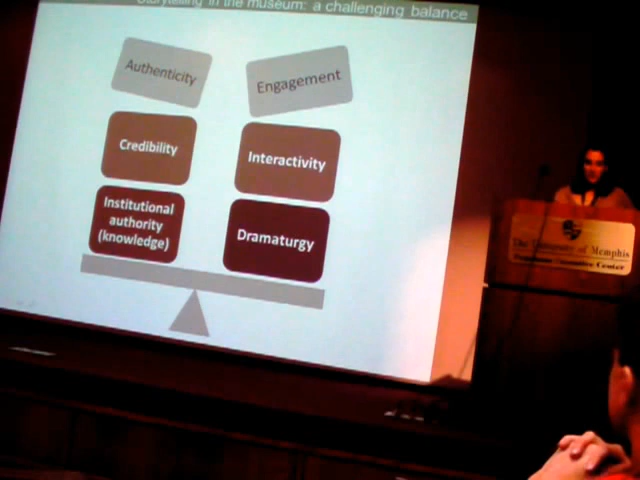 Storytelling in the museum: a challenging balance
Authenticity
Engagement
Credibility
Interactivity
Institutional
authority
(knowledge)
Dramaturgy
The University of Memphis